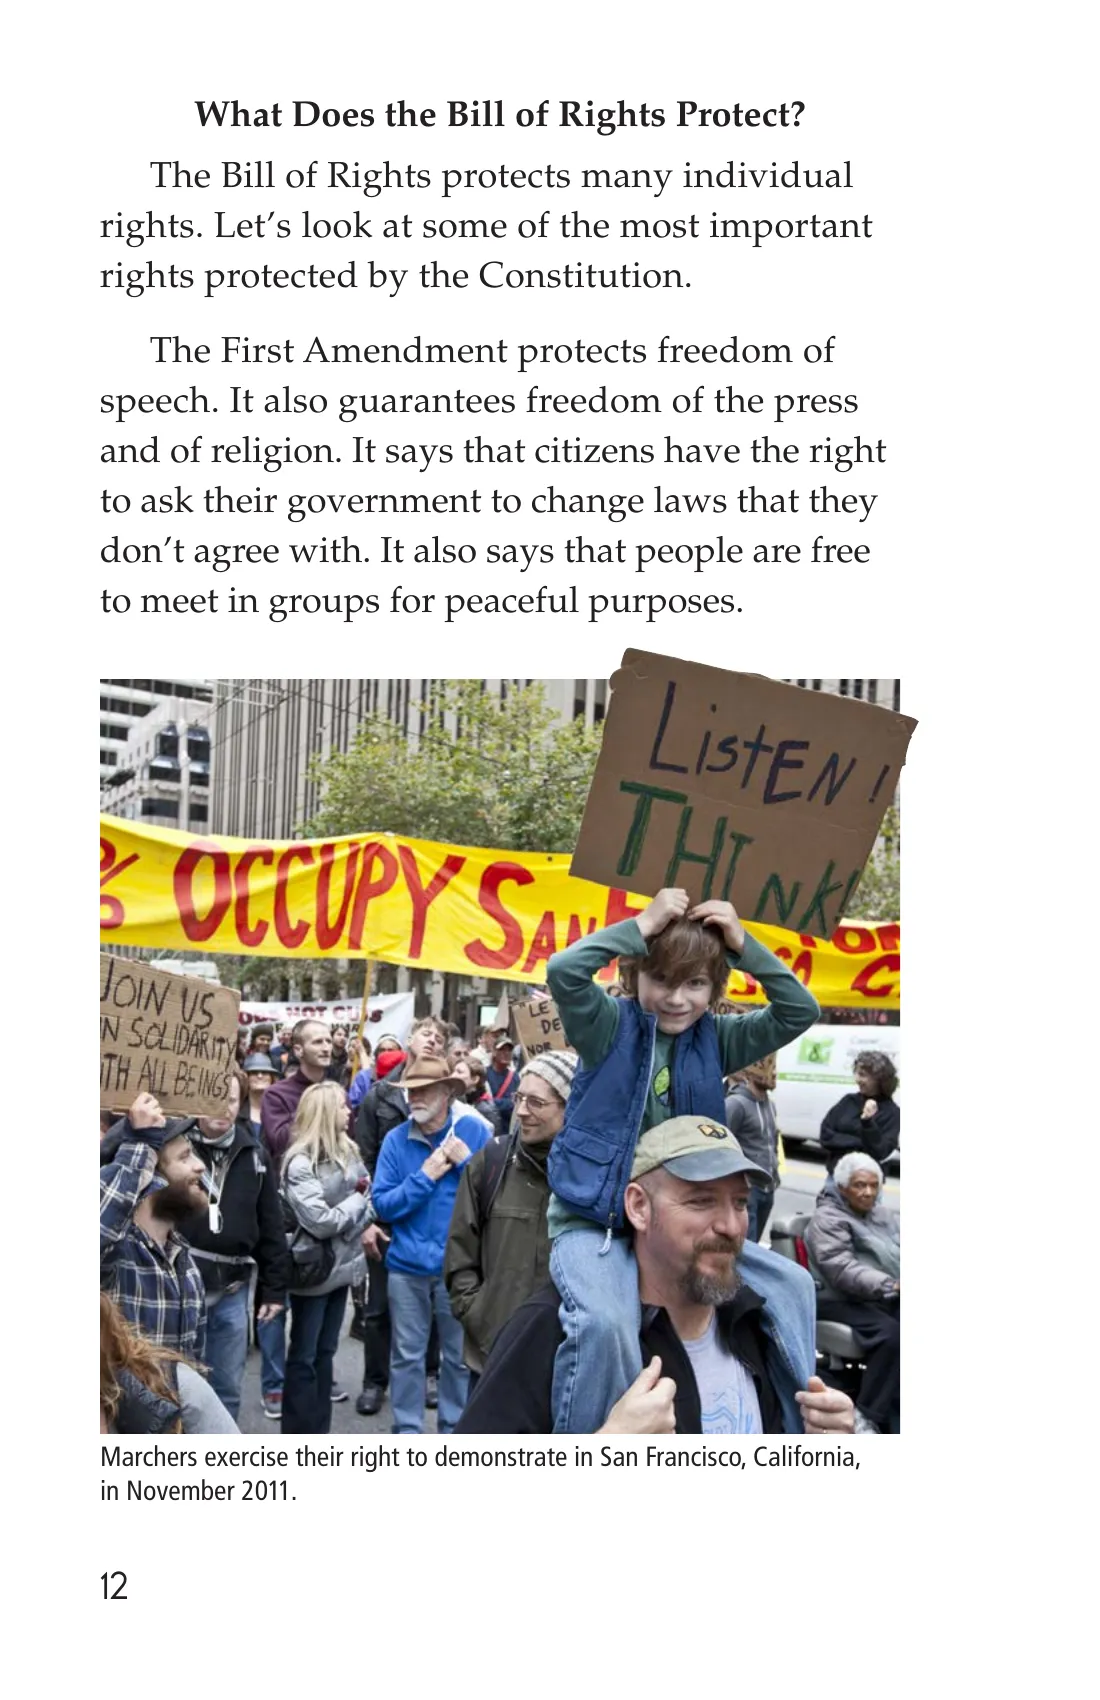 What Does the Bill of Rights Protect?
The Bill of Rights protects many individual
rights. Let's look at some of the most important
rights protected by the Constitution.
The First Amendment protects freedom of
speech. It also guarantees freedom of the press
and of religion. It says that citizens have the right
to ask their government to change laws that they
don't agree with. It also says that people are free
to meet in groups for peaceful purposes.
ListEN!
THiNK!
% OCCUPY SAN
JOIN US
IN SOLIDARITY
ALL BEINGS
"LE
DE
NOR
Marchers exercise their right to demonstrate in San Francisco, California,
in November 2011.
12